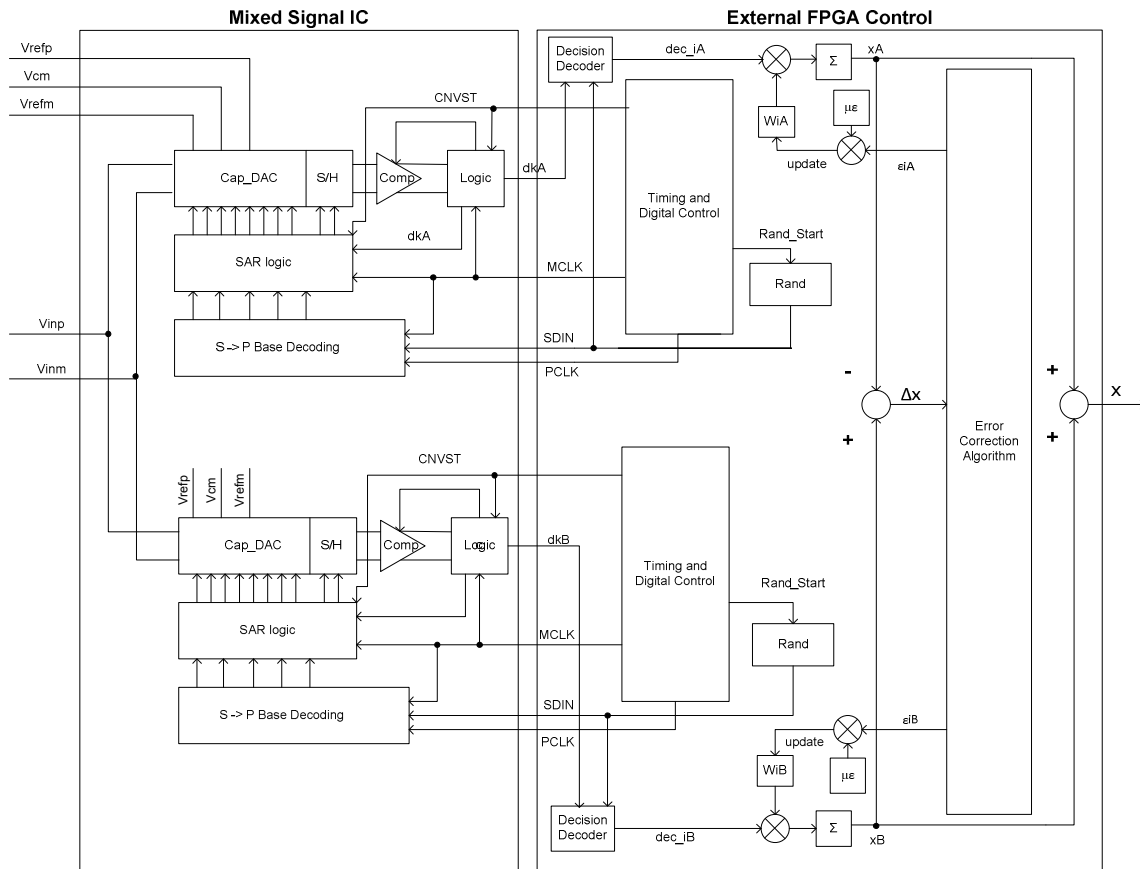 Mixed Signal IC
External FPGA Control
Vrefp
Vcm
Vrefm
CNVST
Cap_DAC
S/H
Comp
Logic
dkA
dkA
SAR logic
MCLK
S -> P Base Decoding
SDIN
PCLK
Vinp
Vinm
Decision
Decoder
dec_iA
Σ
xA
WiA
με
update
εiA
Timing and
Digital Control
Rand_Start
Rand
-
+
Δx
Error
Correction
Algorithm
+
+
X
Vrefp
Vcm
Vrefm
CNVST
Cap_DAC
S/H
Comp
Logic
dkB
SAR logic
MCLK
S -> P Base Decoding
SDIN
PCLK
Timing and
Digital Control
Rand_Start
Rand
εiB
update
WiB
με
Decision
Decoder
dec_iB
Σ
xB